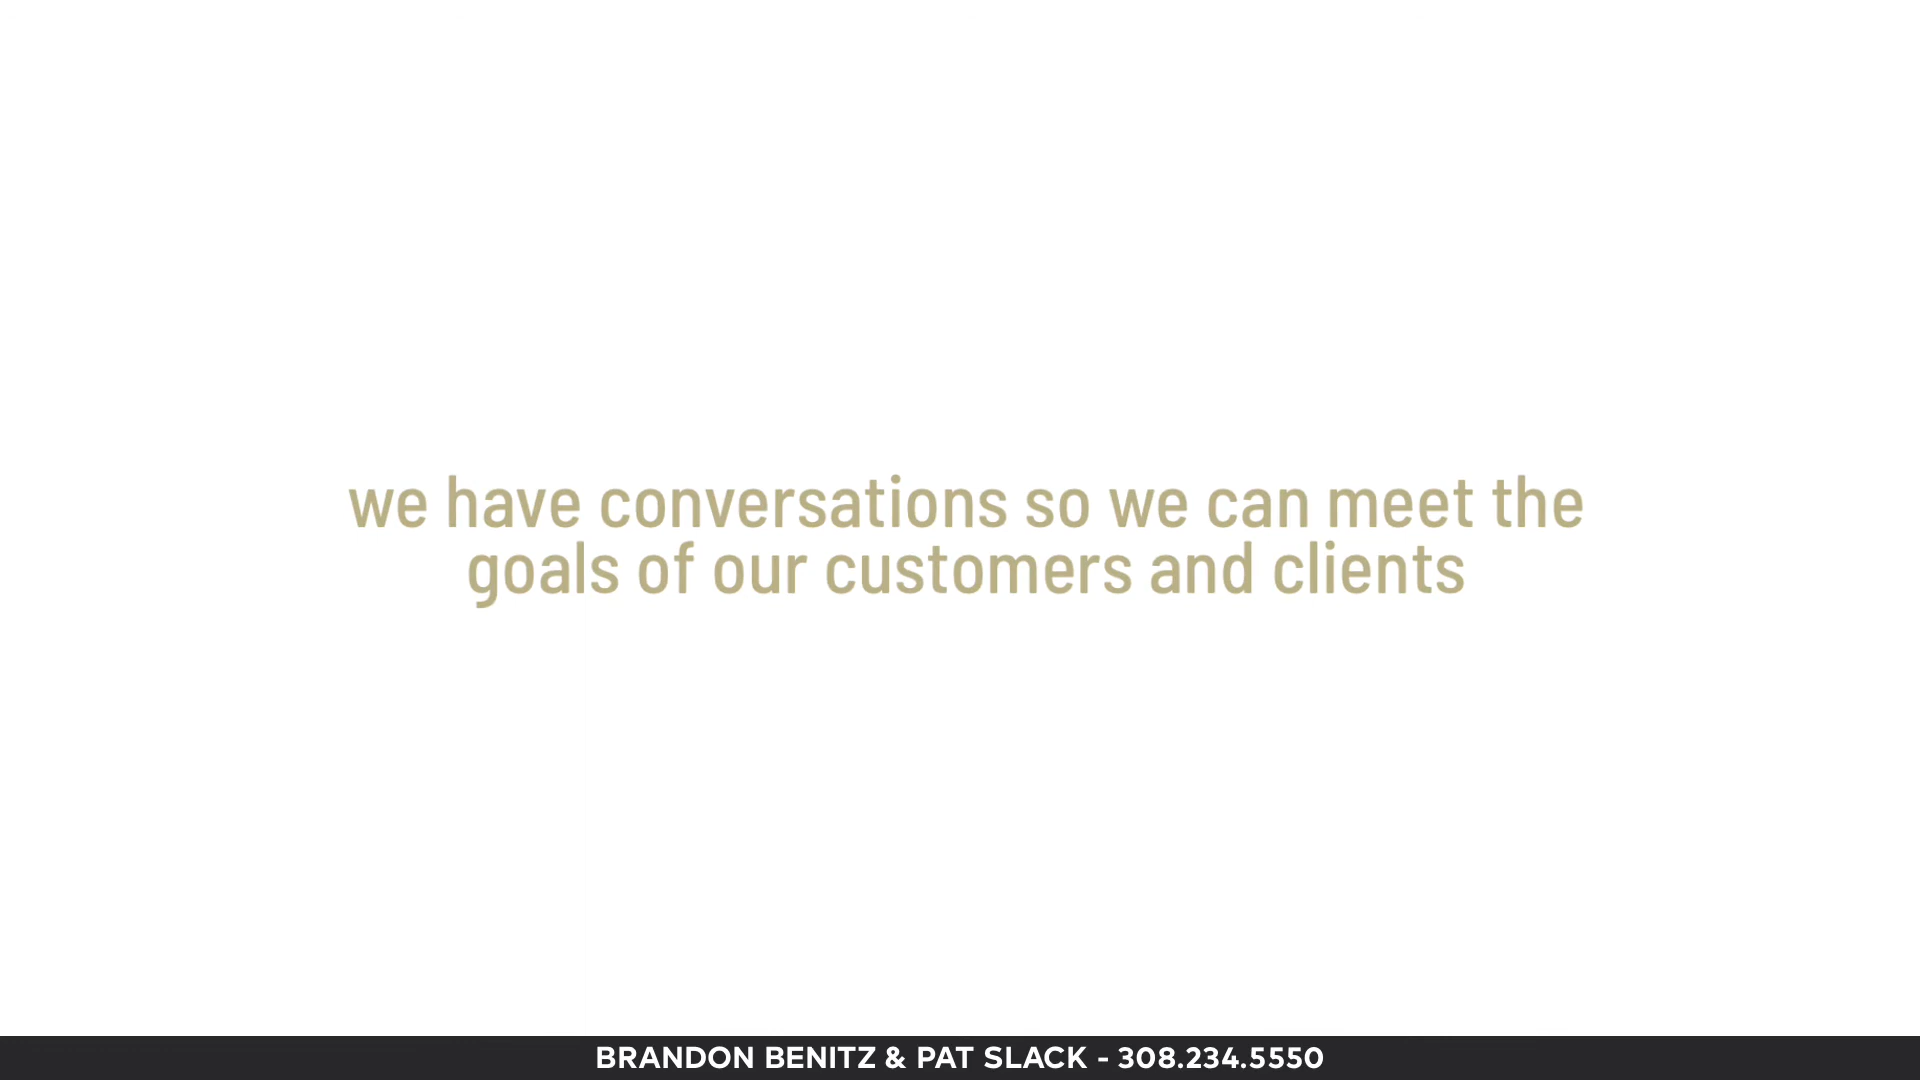 we have conversations so we can meet the
goals of our customers and clients
BRANDON BENITZ & PAT SLACK - 308.234.5550